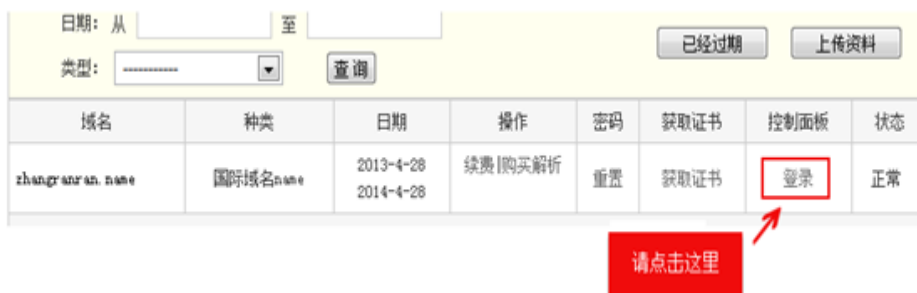 日期： 从 至
已经过期 上传资料
类型： ----------- 查询
域名 种类 日期 操作 密码 获取证书 控制面板 状态
zhangranran.name 国际域名name 2013-4-28 续费|购买解析 重置 获取证书 登录 正常
2014-4-28
请点击这里